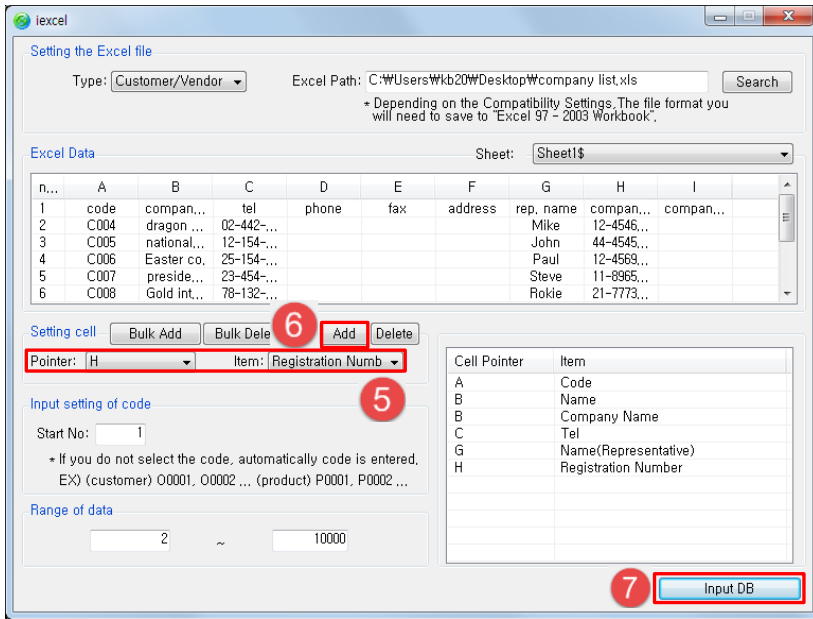 iexcel
Setting the Excel file
Type: Customer/Vendor
Excel Path: C:₩Users₩kb20₩Desktop₩company list,xls
Search
* Depending on the Compatibility Settings,The file format you
will need to save to "Excel 97 - 2003 Workbook",
Excel Data
Sheet: Sheet1$
n... A B C D E F G H I
1 code compan,,, tel phone fax address rep, name compan,,, compan,,,
2 C004 dragon ,,, 02-442-,,, Mike 12-4546,,,
3 C005 national,,, 12-154-,,, John 44-4545,,,
4 C006 Easter co, 25-154-,,, Paul 12-4569,,,
5 C007 preside,,, 23-454-,,, Steve 11-8965,,,
6 C008 Gold int,,, 78-132-,,, Rokie 21-7773,,,
Setting cell Bulk Add Bulk Dele 6 Add Delete
Pointer: H Item: Registration Numb
5
Input setting of code
Start No: 1
* If you do not select the code, automatically code is entered,
EX) (customer) O0001, O0002 ,,, (product) P0001, P0002 ,,,
Range of data
2 ~ 10000
Cell Pointer Item
A Code
B Name
B Company Name
C Tel
G Name(Representative)
H Registration Number
7 Input DB